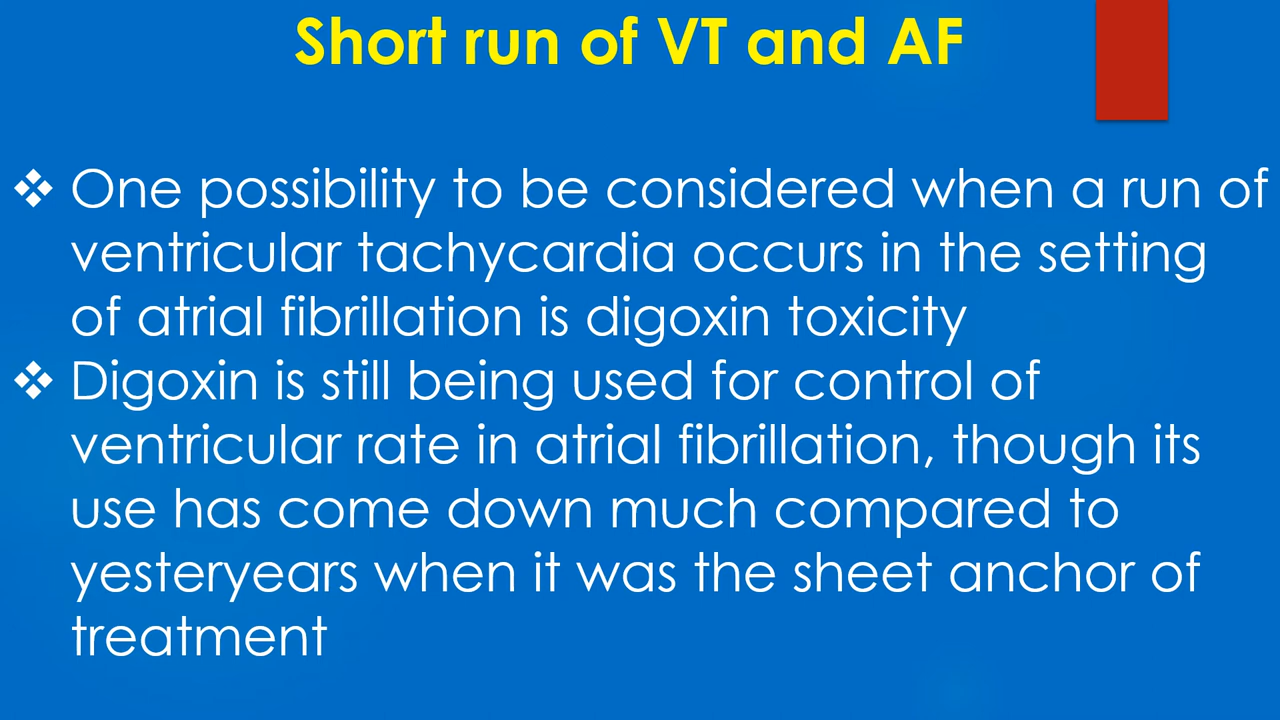 Short run of VT and AF
❖ One possibility to be considered when a run of
ventricular tachycardia occurs in the setting
of atrial fibrillation is digoxin toxicity
❖ Digoxin is still being used for control of
ventricular rate in atrial fibrillation, though its
use has come down much compared to
yesteryears when it was the sheet anchor of
treatment